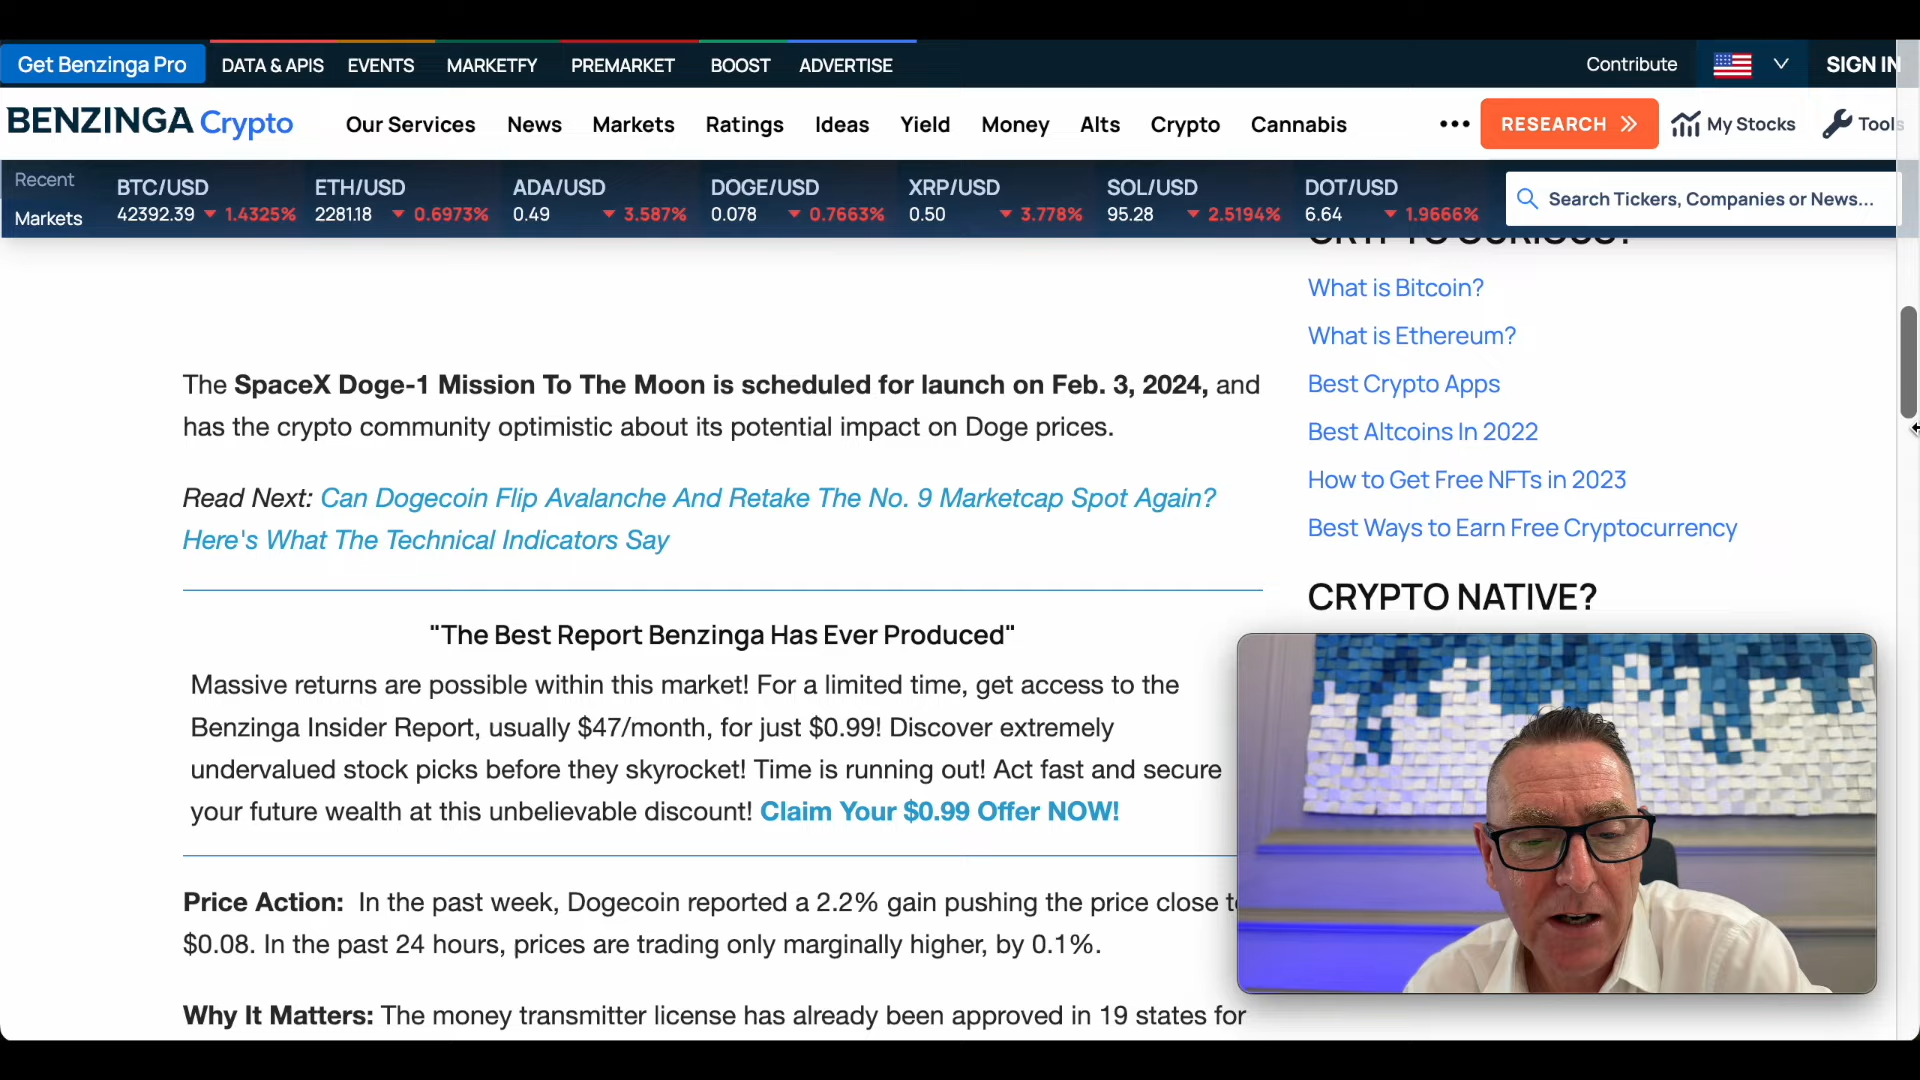 Get Benzinga Pro DATA & APIS EVENTS MARKETFY PREMARKET BOOST ADVERTISE Contribute SIGN IN
BENZINGA Crypto Our Services News Markets Ratings Ideas Yield Money Alts Crypto Cannabis ••• RESEARCH My Stocks Tools
Recent BTC/USD ETH/USD ADA/USD DOGE/USD XRP/USD SOL/USD DOT/USD
Markets 42392.39 ▼ 1.4325% 2281.18 ▼ 0.6973% 0.49 ▼ 3.587% 0.078 ▼ 0.7663% 0.50 ▼ 3.778% 95.28 ▼ 2.5194% 6.64 ▼ 1.9666%
Search Tickers, Companies or News...
The SpaceX Doge-1 Mission To The Moon is scheduled for launch on Feb. 3, 2024, and
has the crypto community optimistic about its potential impact on Doge prices.
Read Next: Can Dogecoin Flip Avalanche And Retake The No. 9 Marketcap Spot Again?
Here's What The Technical Indicators Say
"The Best Report Benzinga Has Ever Produced"
Massive returns are possible within this market! For a limited time, get access to the
Benzinga Insider Report, usually $47/month, for just $0.99! Discover extremely
undervalued stock picks before they skyrocket! Time is running out! Act fast and secure
your future wealth at this unbelievable discount! Claim Your $0.99 Offer NOW!
Price Action: In the past week, Dogecoin reported a 2.2% gain pushing the price close
$0.08. In the past 24 hours, prices are trading only marginally higher, by 0.1%.
Why It Matters: The money transmitter license has already been approved in 19 states for
CRYPTO CURIOUS?
What is Bitcoin?
What is Ethereum?
Best Crypto Apps
Best Altcoins In 2022
How to Get Free NFTs in 2023
Best Ways to Earn Free Cryptocurrency
CRYPTO NATIVE?